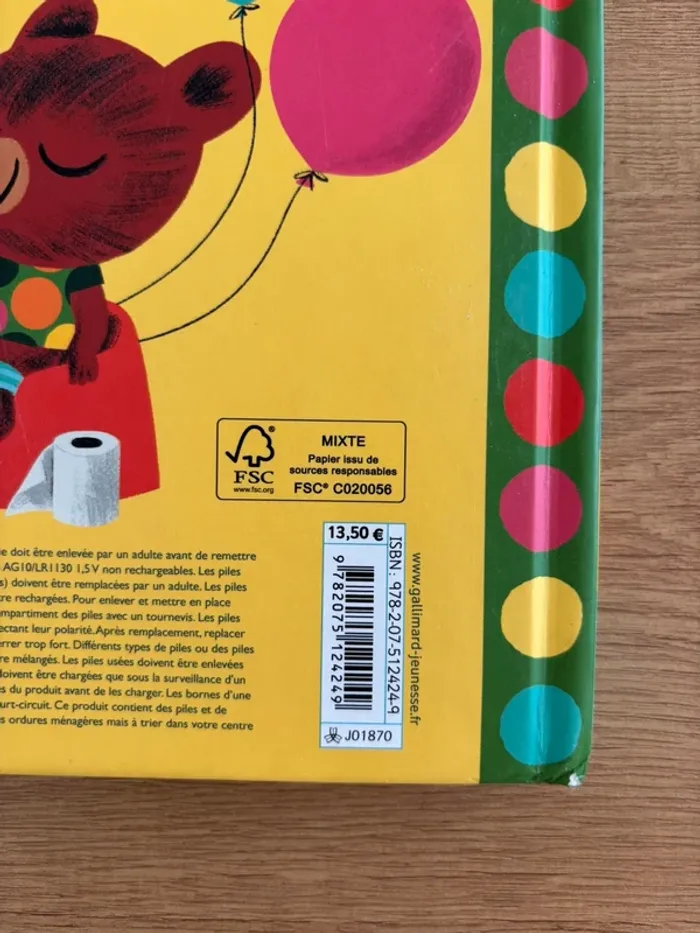 MIXTE
Papier issu de
sources responsables
FSC® C020056
FSC
www.fsc.org
®
13,50 €
ISBN : 978-2-07-512424-9
www.gallimard-jeunesse.fr
9 782075 124249
J01870
e doit être enlevée par un adulte avant de remettre
AG10/LR1130 1,5 V non rechargeables. Les piles
s) doivent être remplacées par un adulte. Les piles
re rechargées. Pour enlever et mettre en place
mpartiment des piles avec un tournevis. Les piles
ectant leur polarité. Après remplacement, replacer
errer trop fort. Différents types de piles ou des piles
re mélangés. Les piles usées doivent être enlevées
doivent être chargées que sous la surveillance d'un
s du produit avant de les charger. Les bornes d'une
urt-circuit. Ce produit contient des piles et de
s ordures ménagères mais à trier dans votre centre